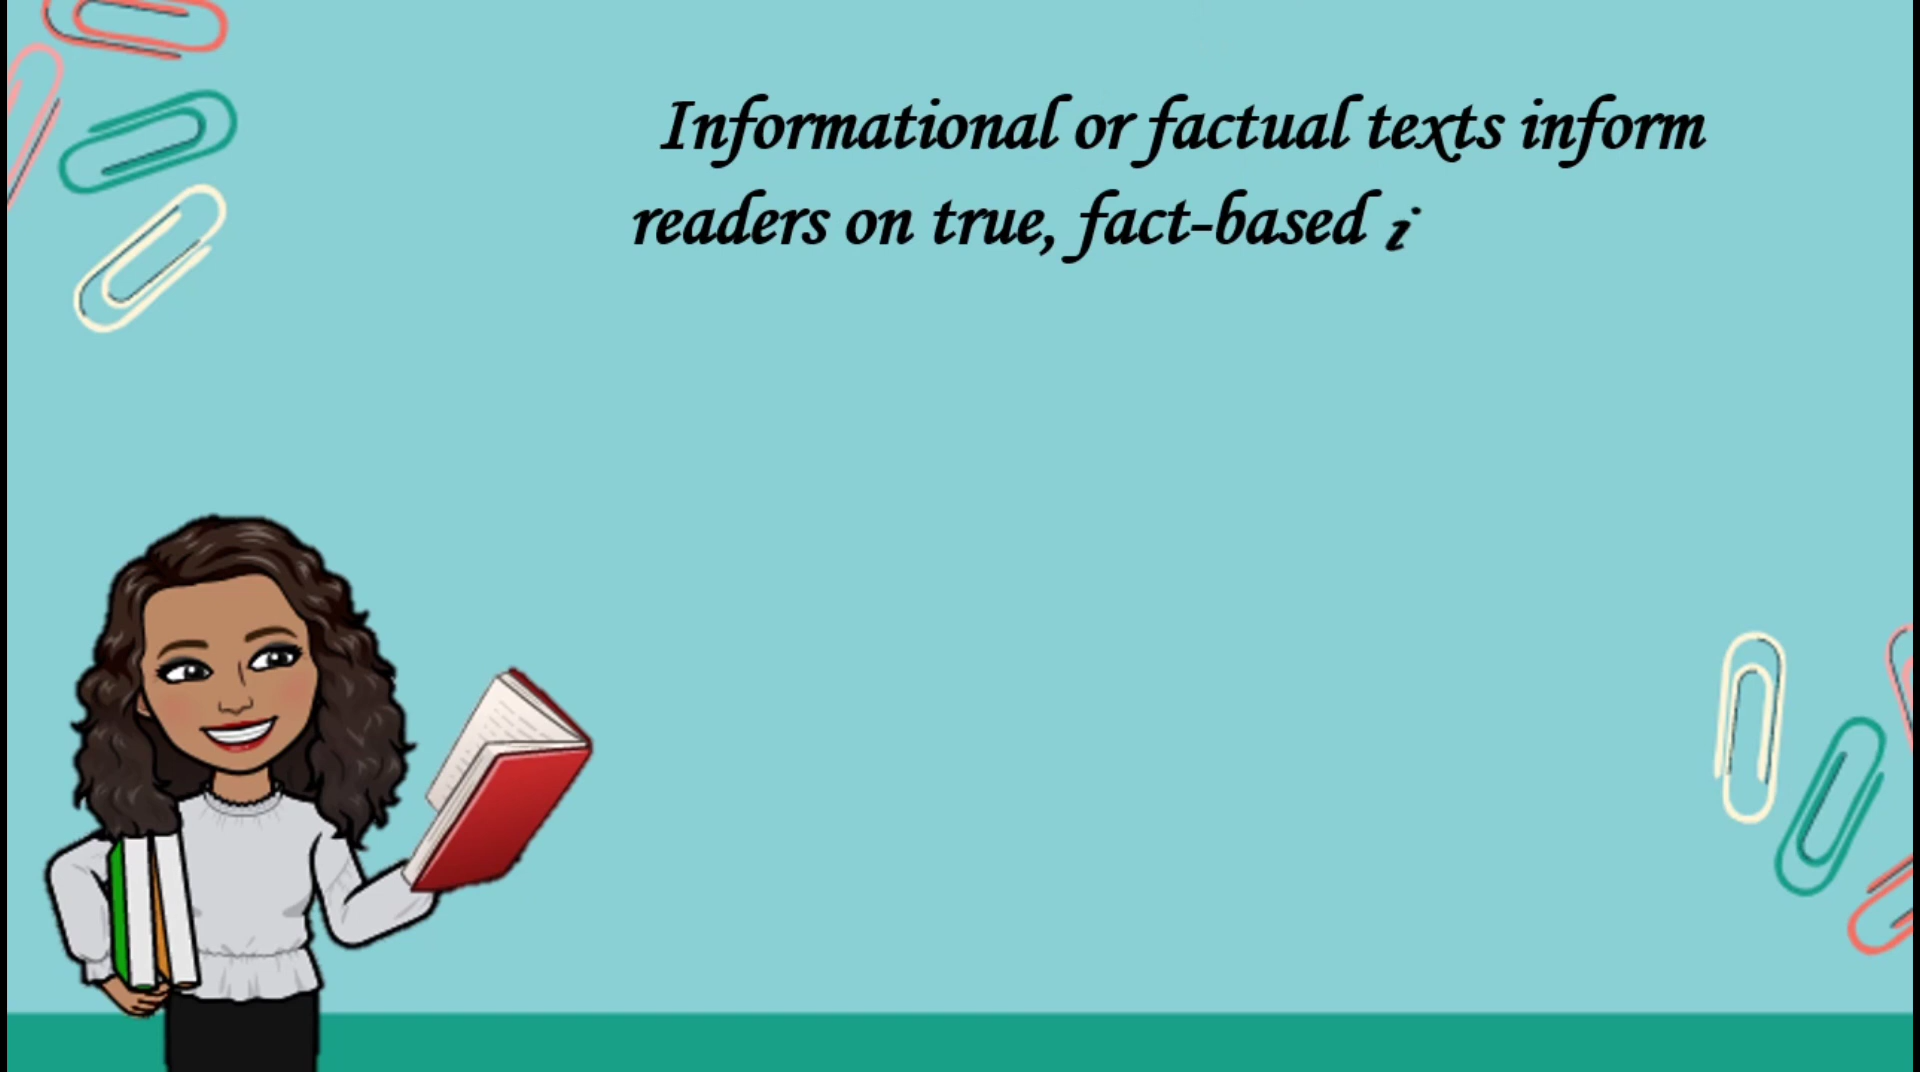 Informational or factual texts inform
readers on true, fact-based i